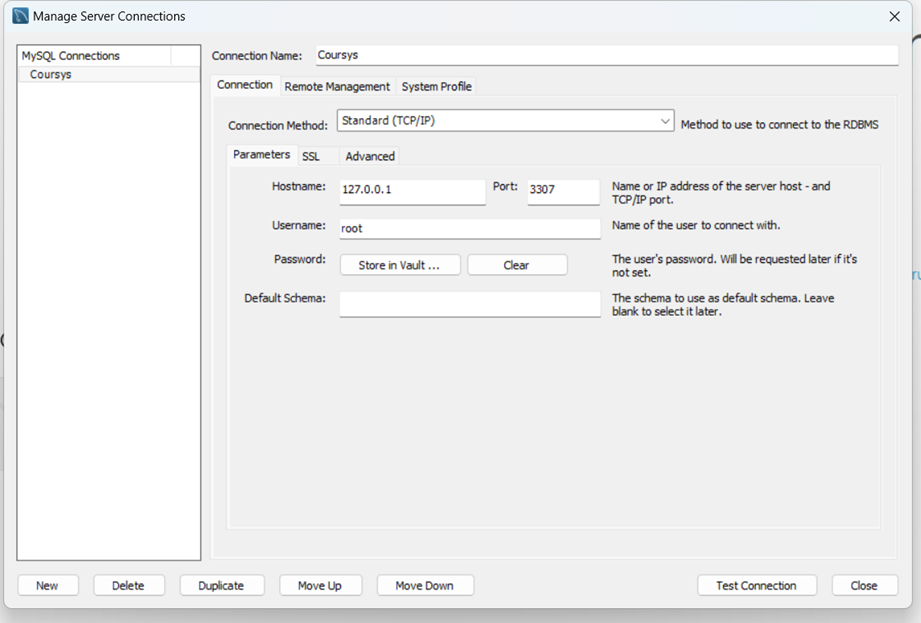 Manage Server Connections
MySQL Connections
Coursys
Connection Name: Coursys
Connection Remote Management System Profile
Connection Method: Standard (TCP/IP) Method to use to connect to the RDBMS
Parameters SSL Advanced
Hostname: 127.0.0.1 Port: 3307 Name or IP address of the server host - and
TCP/IP port.
Username: root Name of the user to connect with.
Password: Store in Vault ... Clear The user's password. Will be requested later if it's
not set.
Default Schema: The schema to use as default schema. Leave
blank to select it later.
New Delete Duplicate Move Up Move Down Test Connection Close